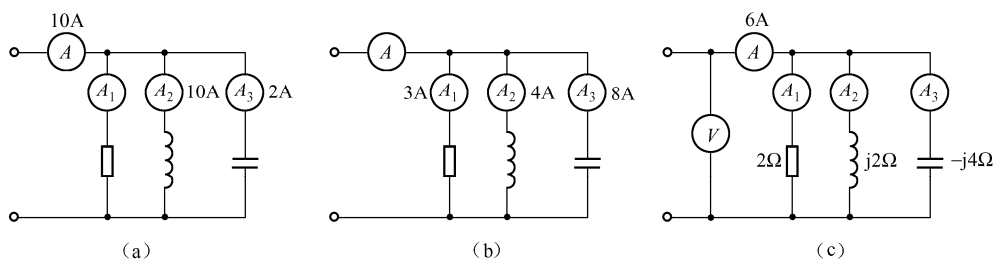 10A 6A
A A A
A₁ A₂ 10A A₃ 2A 3A A₁ A₂ 4A A₃ 8A A₁ A₂ A₃
V
2Ω j2Ω –j4Ω
（a） （b） （c）